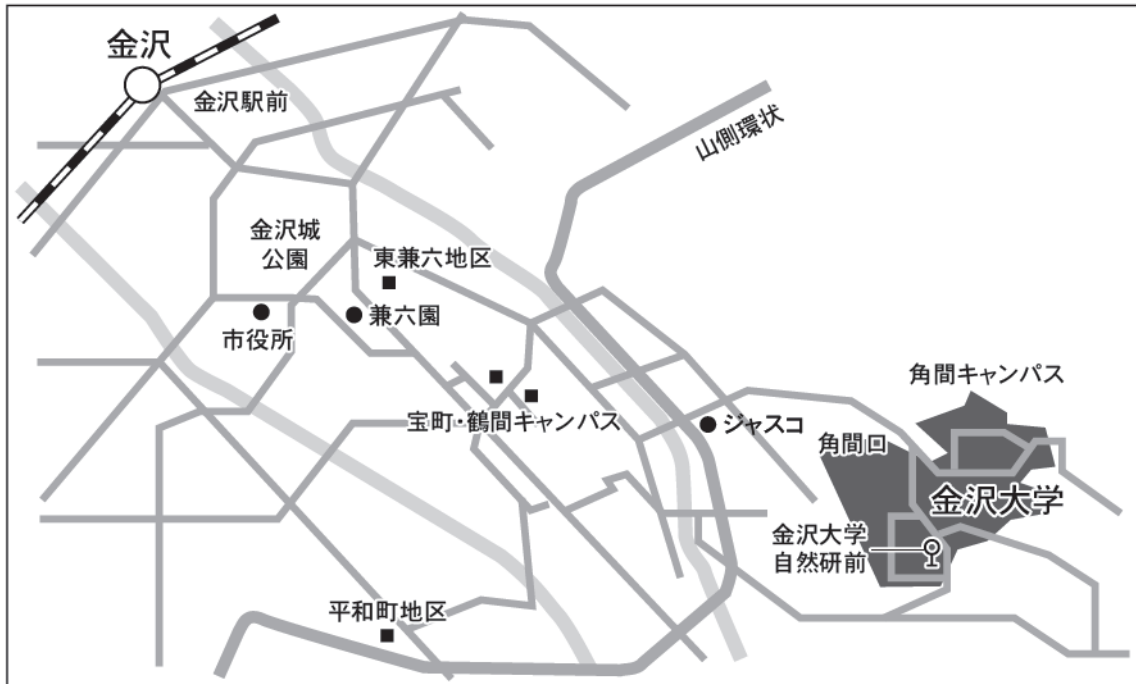 金沢
金沢駅前
山側環状
金沢城
公園
東兼六地区
兼六園
市役所
角間キャンパス
宝町・鶴間キャンパス
ジャスコ
角間口
金沢大学
金沢大学
自然研前
平和町地区